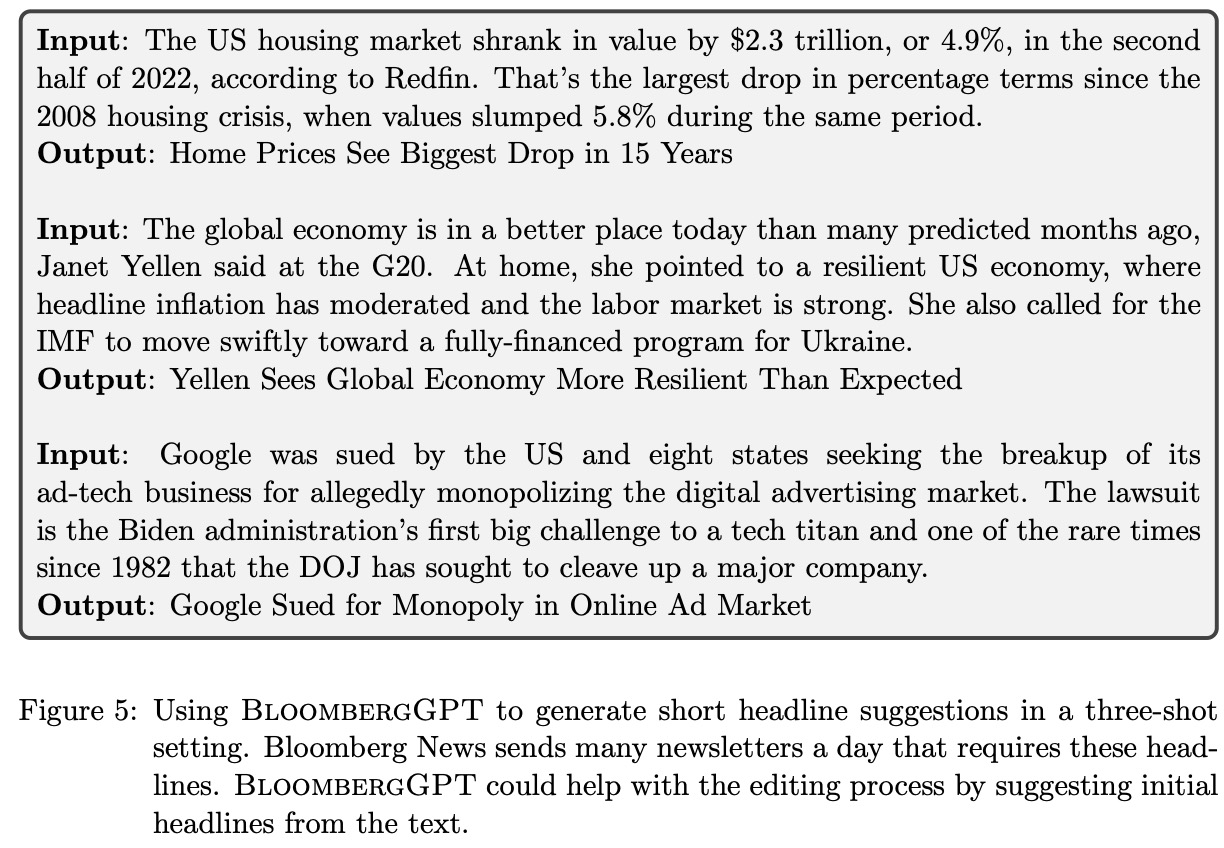 Input: The US housing market shrank in value by $2.3 trillion, or 4.9%, in the second
half of 2022, according to Redfin. That's the largest drop in percentage terms since the
2008 housing crisis, when values slumped 5.8% during the same period.
Output: Home Prices See Biggest Drop in 15 Years
Input: The global economy is in a better place today than many predicted months ago,
Janet Yellen said at the G20. At home, she pointed to a resilient US economy, where
headline inflation has moderated and the labor market is strong. She also called for the
IMF to move swiftly toward a fully-financed program for Ukraine.
Output: Yellen Sees Global Economy More Resilient Than Expected
Input: Google was sued by the US and eight states seeking the breakup of its
ad-tech business for allegedly monopolizing the digital advertising market. The lawsuit
is the Biden administration's first big challenge to a tech titan and one of the rare times
since 1982 that the DOJ has sought to cleave up a major company.
Output: Google Sued for Monopoly in Online Ad Market
Figure 5: Using BLOOMBERGGPT to generate short headline suggestions in a three-shot
setting. Bloomberg News sends many newsletters a day that requires these head-
lines. BLOOMBERGGPT could help with the editing process by suggesting initial
headlines from the text.